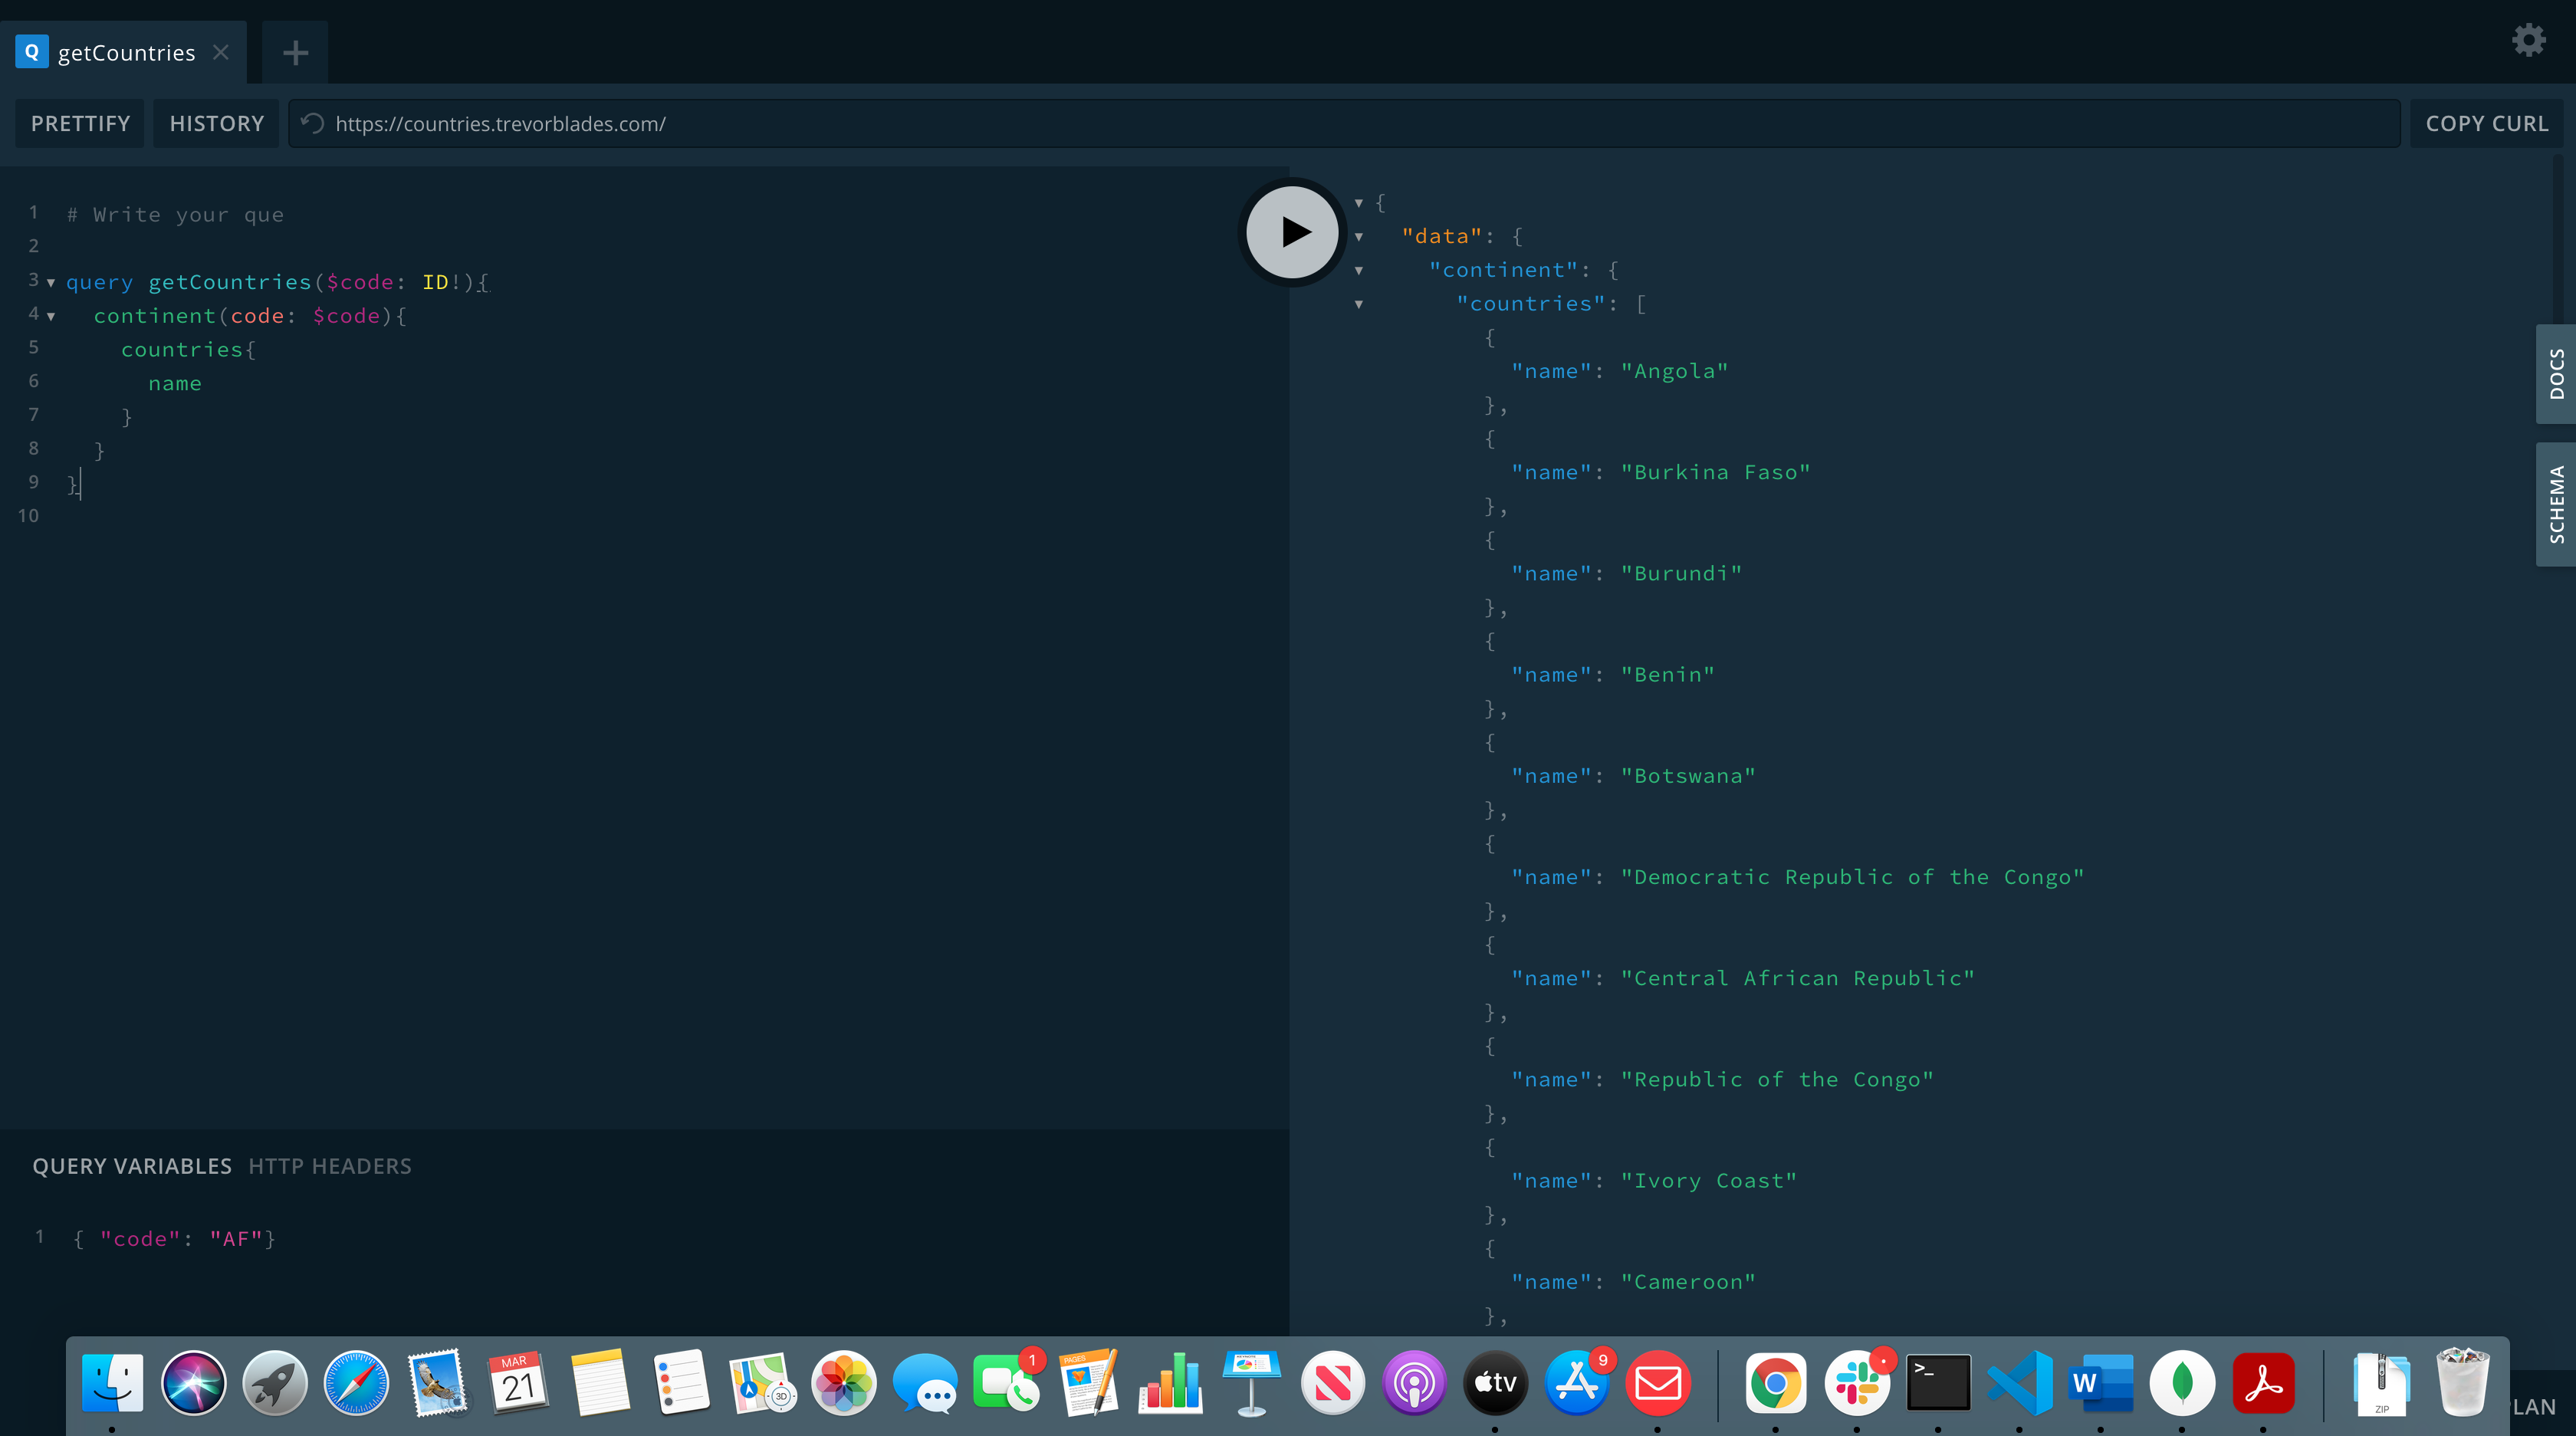 Q getCountries
PRETTIFY HISTORY https://countries.trevorblades.com/ COPY CURL
1 # Write your que
2
3 query getCountries($code: ID!){
4 continent(code: $code){
5 countries{
6 name
7 }
8 }
9 }
10
{
"data": {
"continent": {
"countries": [
{
"name": "Angola"
},
{
"name": "Burkina Faso"
},
{
"name": "Burundi"
},
{
"name": "Benin"
},
{
"name": "Botswana"
},
{
"name": "Democratic Republic of the Congo"
},
{
"name": "Central African Republic"
},
{
"name": "Republic of the Congo"
},
{
"name": "Ivory Coast"
},
{
"name": "Cameroon"
},
DOCS
SCHEMA
QUERY VARIABLES HTTP HEADERS
1 { "code": "AF"}
MAR
21
3D
1
PAGES
tv
9
>_
W
ZIP
LAN